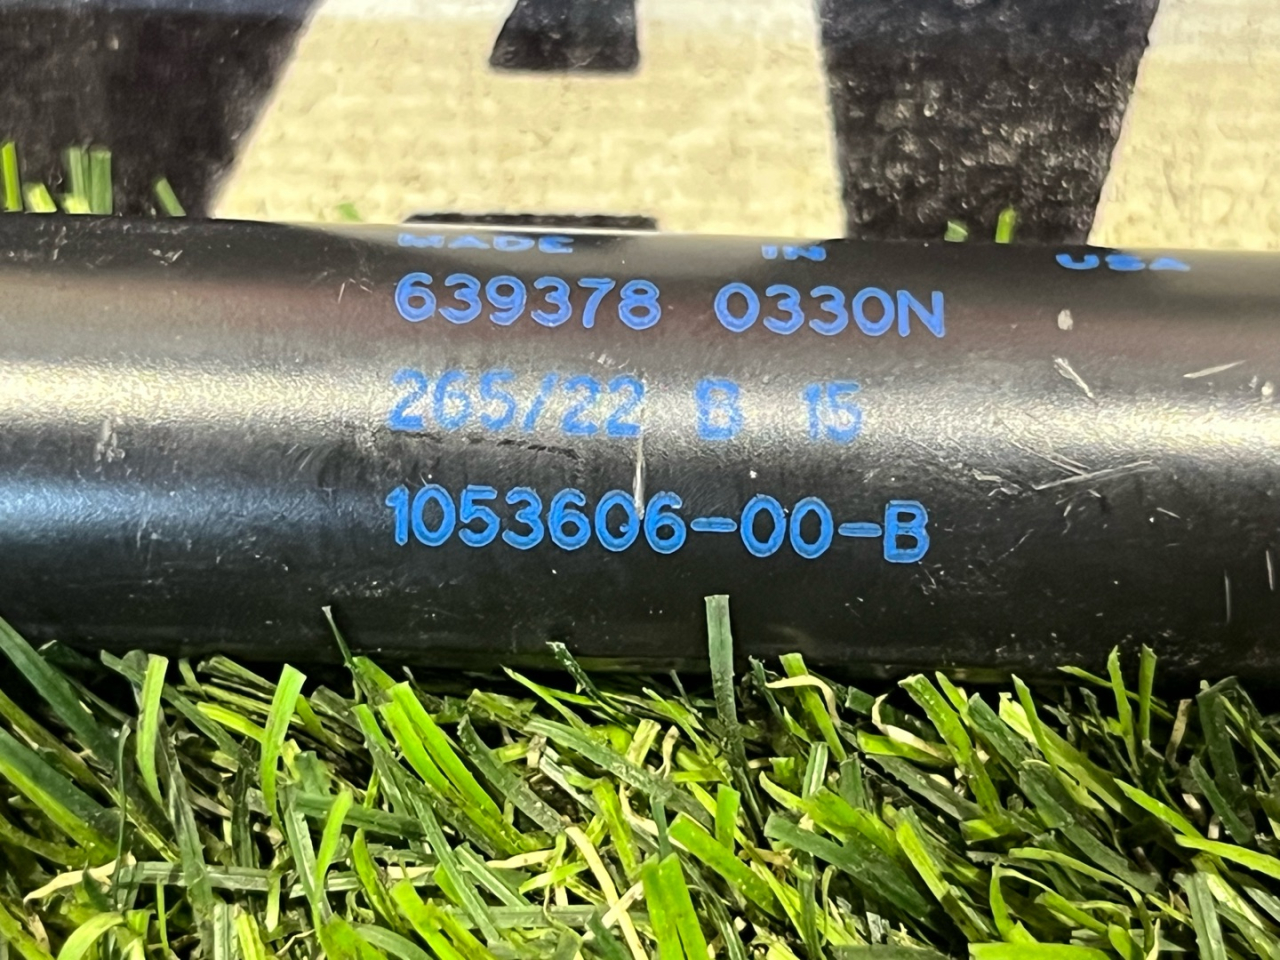 MADE IN USA
639378 0330N
265/22 B 15
1053606-00-B